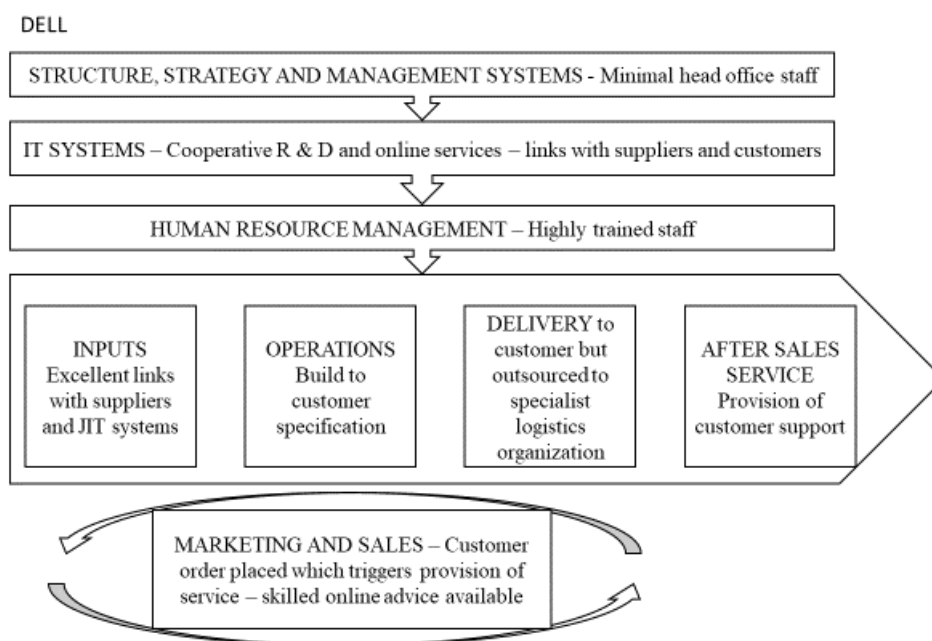 DELL
STRUCTURE, STRATEGY AND MANAGEMENT SYSTEMS - Minimal head office staff
IT SYSTEMS – Cooperative R & D and online services – links with suppliers and customers
HUMAN RESOURCE MANAGEMENT – Highly trained staff
INPUTS
Excellent links
with suppliers
and JIT systems
OPERATIONS
Build to
customer
specification
DELIVERY to
customer but
outsourced to
specialist
logistics
organization
AFTER SALES
SERVICE
Provision of
customer support
MARKETING AND SALES – Customer
order placed which triggers provision of
service – skilled online advice available